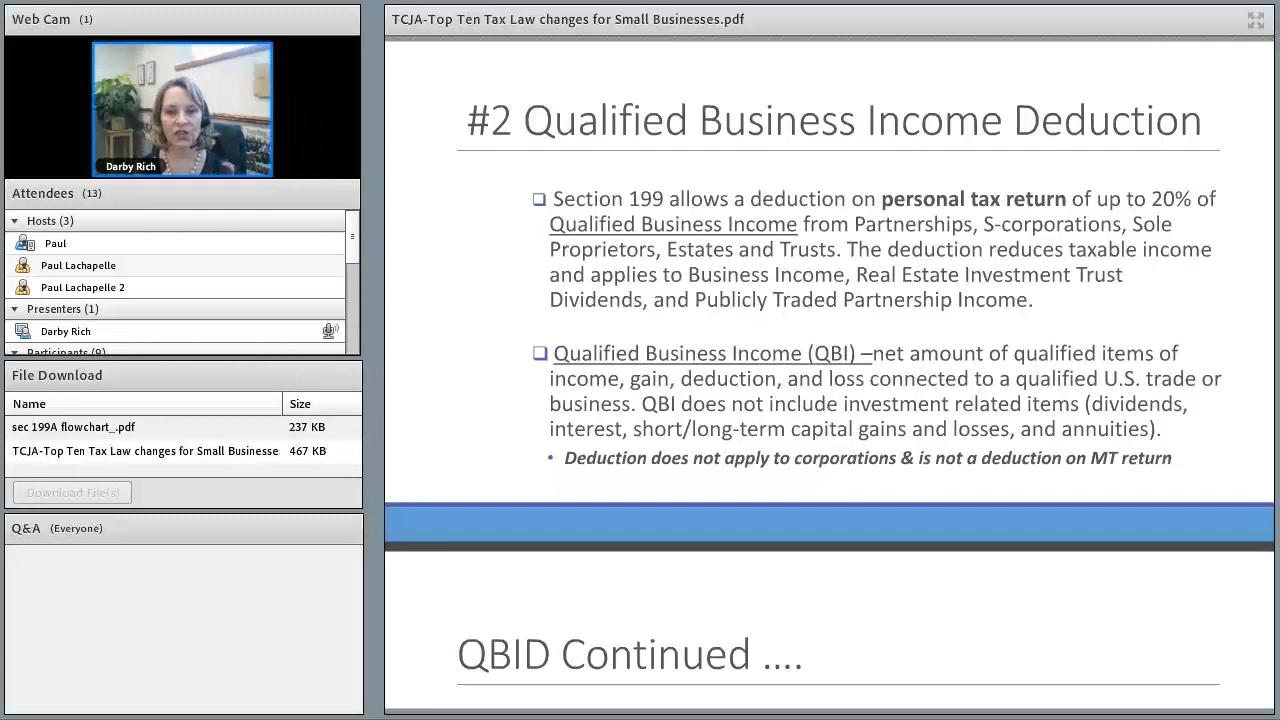 Web Cam (1)
Darby Rich
Attendees (13)
Hosts (3)
Paul
Paul Lachapelle
Paul Lachapelle 2
Presenters (1)
Darby Rich
Participants (9)
File Download
Name Size
sec 199A flowchart_.pdf 237 KB
TCJA-Top Ten Tax Law changes for Small Businesse 467 KB
Download File(s)
Q&A (Everyone)
TCJA-Top Ten Tax Law changes for Small Businesses.pdf
#2 Qualified Business Income Deduction
Section 199 allows a deduction on personal tax return of up to 20% of
Qualified Business Income from Partnerships, S-corporations, Sole
Proprietors, Estates and Trusts. The deduction reduces taxable income
and applies to Business Income, Real Estate Investment Trust
Dividends, and Publicly Traded Partnership Income.
Qualified Business Income (QBI) –net amount of qualified items of
income, gain, deduction, and loss connected to a qualified U.S. trade or
business. QBI does not include investment related items (dividends,
interest, short/long-term capital gains and losses, and annuities).
• Deduction does not apply to corporations & is not a deduction on MT return
QBID Continued ....